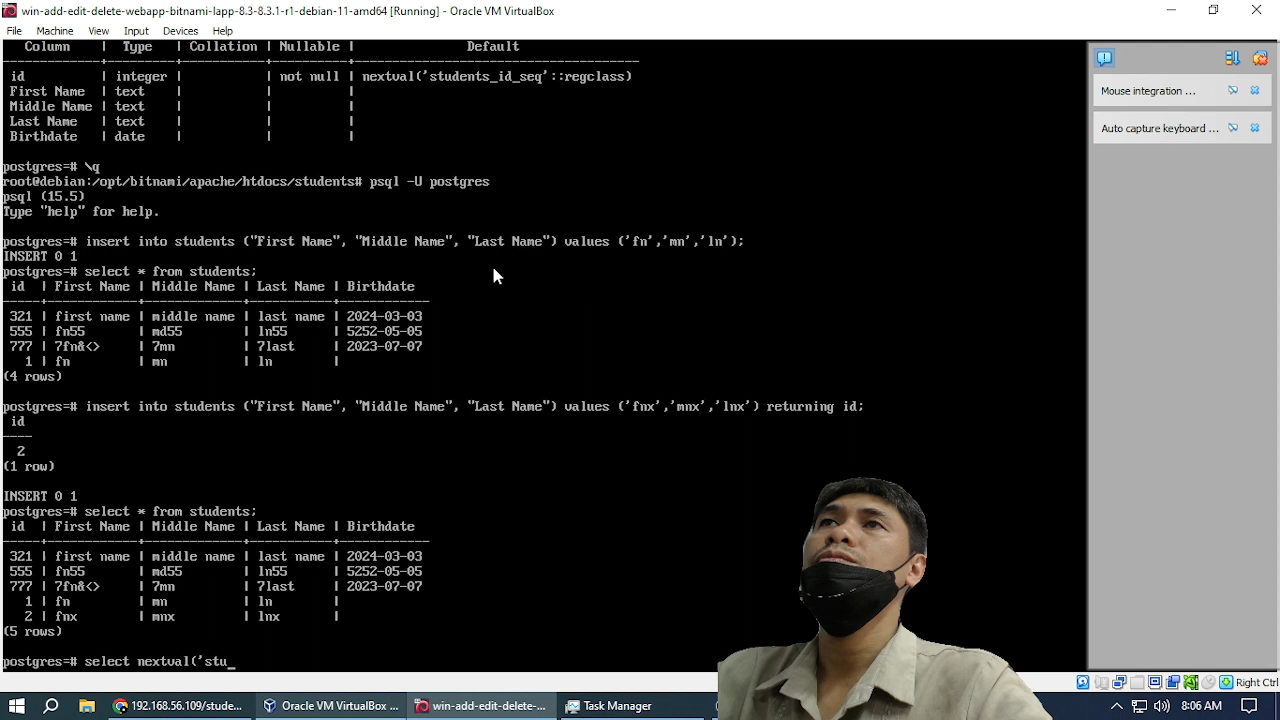 win-add-edit-delete-webapp-bitnami-lapp-8.3-8.3.1-r1-debian-11-amd64 [Running] - Oracle VM VirtualBox
File Machine View Input Devices Help
Column | Type | Collation | Nullable | Default
------------+---------+-----------+----------+--------------------------------------
id | integer | | not null | nextval('students_id_seq'::regclass)
First Name | text | | |
Middle Name | text | | |
Last Name | text | | |
Birthdate | date | | |
postgres=# \q
root@debian:/opt/bitnami/apache/htdocs/students# psql -U postgres
psql (15.5)
Type "help" for help.
postgres=# insert into students ("First Name", "Middle Name", "Last Name") values ('fn','mn','ln');
INSERT 0 1
postgres=# select * from students;
id | First Name | Middle Name | Last Name | Birthdate
-----+------------+-------------+-----------+------------
321 | first name | middle name | last name | 2024-03-03
555 | fn55 | md55 | ln55 | 5252-05-05
777 | 7fn&<> | 7mn | 7last | 2023-07-07
1 | fn | mn | ln |
(4 rows)
postgres=# insert into students ("First Name", "Middle Name", "Last Name") values ('fnx','mnx','lnx') returning id;
id
----
2
(1 row)
INSERT 0 1
postgres=# select * from students;
id | First Name | Middle Name | Last Name | Birthdate
-----+------------+-------------+-----------+------------
321 | first name | middle name | last name | 2024-03-03
555 | fn55 | md55 | ln55 | 5252-05-05
777 | 7fn&<> | 7mn | 7last | 2023-07-07
1 | fn | mn | ln |
2 | fnx | mnx | lnx |
(5 rows)
postgres=# select nextval('stu_
Mouse integration ...
Auto capture keyboard ...
Right Ctrl
192.168.56.109/stude...
Oracle VM VirtualBox ...
win-add-edit-delete-...
Task Manager
8:06 AM